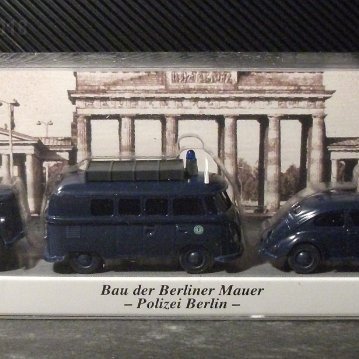 Bau der Berliner Mauer
– Polizei Berlin –